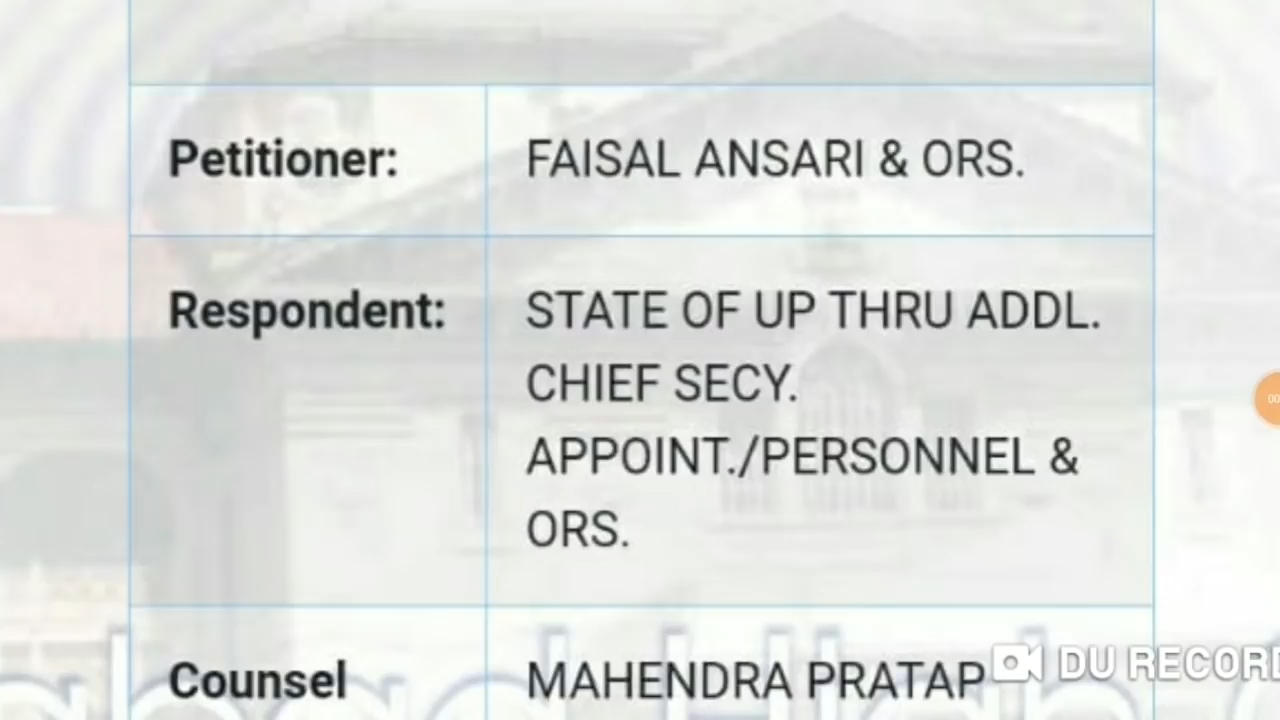 Petitioner: FAISAL ANSARI & ORS.
Respondent: STATE OF UP THRU ADDL.
CHIEF SECY.
APPOINT./PERSONNEL &
ORS.
Counsel MAHENDRA PRATAP
DU RECORD
00